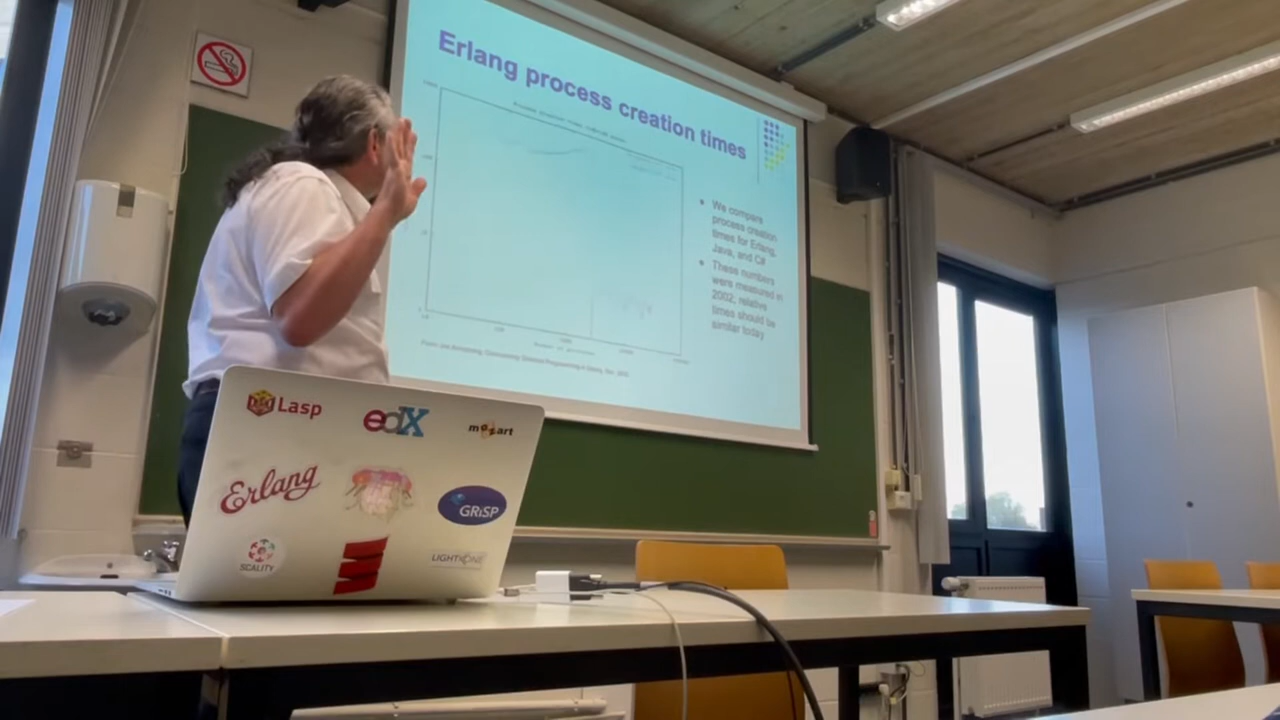 Erlang process creation times
We compare
process creation
times for Erlang,
Java, and C#
These numbers
were measured in
2002, relative
times should be
similar today
Lasp
edX
mozart
Erlang
GRiSP
SCALITY
LIGHTKONE